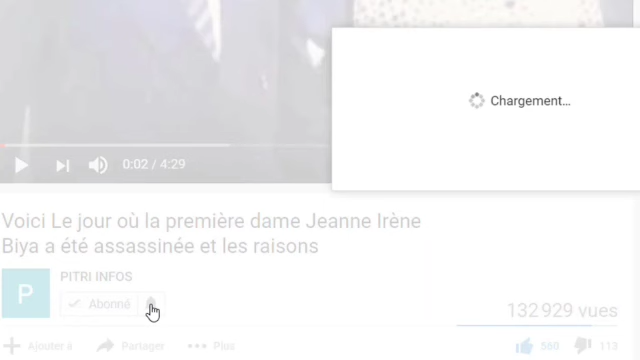 Chargement...
0:02 / 4:29
Voici Le jour où la première dame Jeanne Irène
Biya a été assassinée et les raisons
P
PITRI INFOS
Abonné
132 929 vues
Ajouter à Partager Plus 560 113